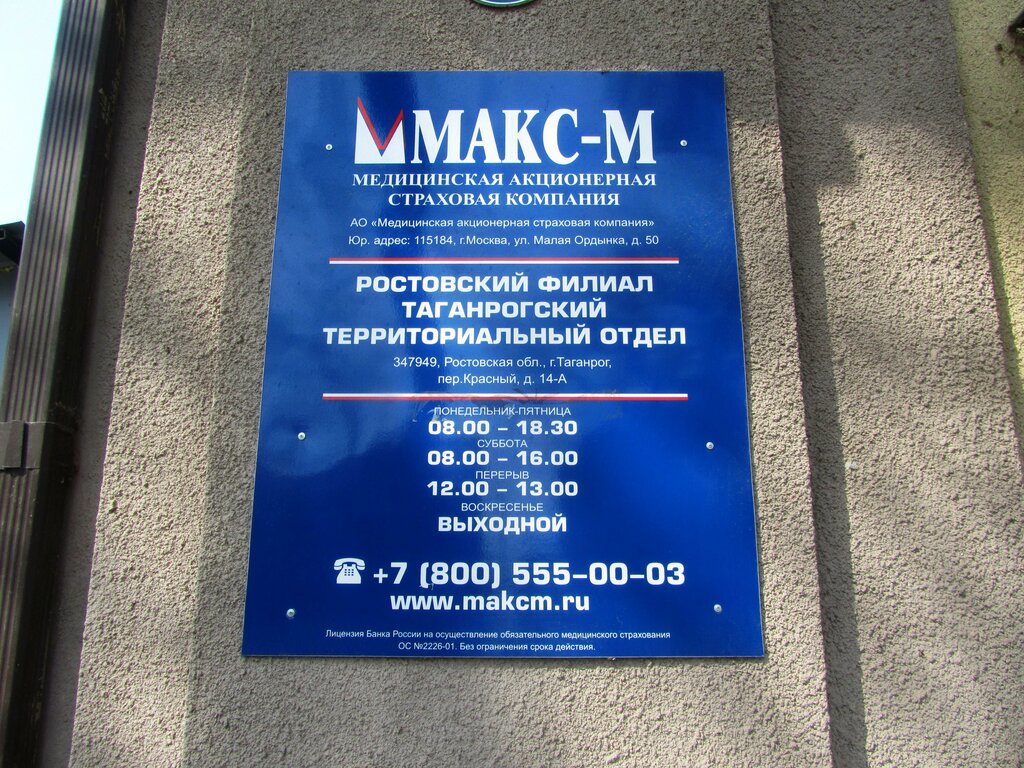 МАКС-М
МЕДИЦИНСКАЯ АКЦИОНЕРНАЯ
СТРАХОВАЯ КОМПАНИЯ
АО «Медицинская акционерная страховая компания»
Юр. адрес: 115184, г.Москва, ул. Малая Ордынка, д. 50
РОСТОВСКИЙ ФИЛИАЛ
ТАГАНРОГСКИЙ
ТЕРРИТОРИАЛЬНЫЙ ОТДЕЛ
347949, Ростовская обл., г.Таганрог,
пер.Красный, д. 14-А
ПОНЕДЕЛЬНИК-ПЯТНИЦА
08.00 – 18.30
СУББОТА
08.00 – 16.00
ПЕРЕРЫВ
12.00 – 13.00
ВОСКРЕСЕНЬЕ
ВЫХОДНОЙ
+7 (800) 555-00-03
www.makcm.ru
Лицензия Банка России на осуществление обязательного медицинского страхования
ОС №2226-01. Без ограничения срока действия.